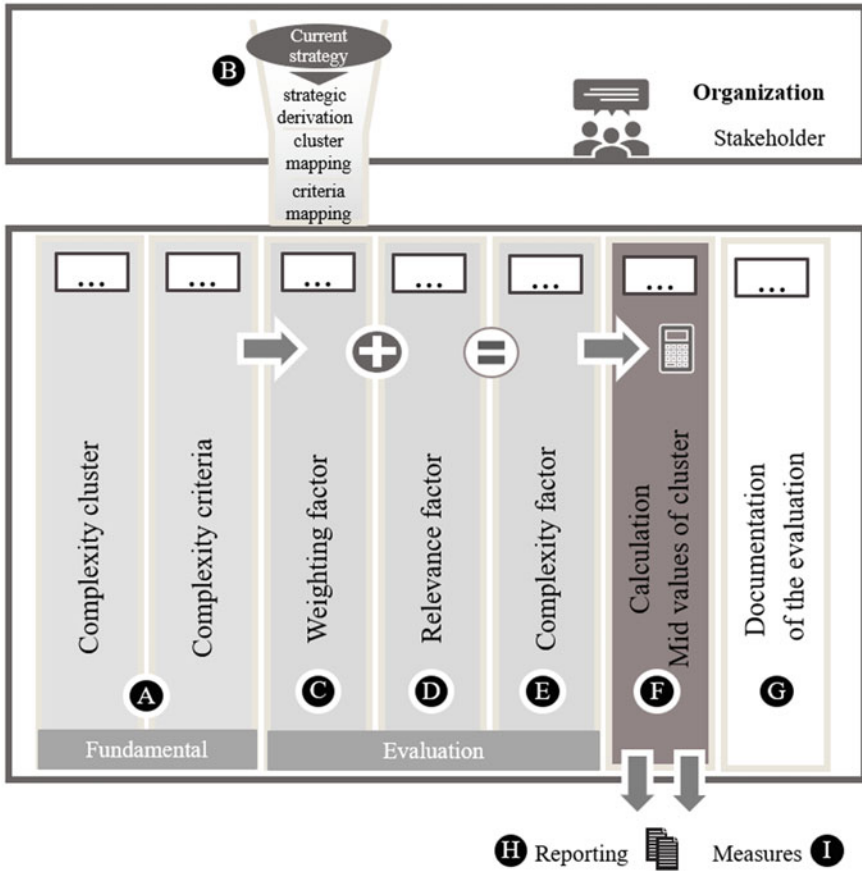 Current
strategy
B
strategic
derivation
cluster
mapping
criteria
mapping
Organization
Stakeholder
...
...
...
...
...
...
...
Complexity cluster
Complexity criteria
Weighting factor
Relevance factor
Complexity factor
Calculation
Mid values of cluster
Documentation
of the evaluation
A
C
D
E
F
G
Fundamental
Evaluation
H Reporting
Measures I